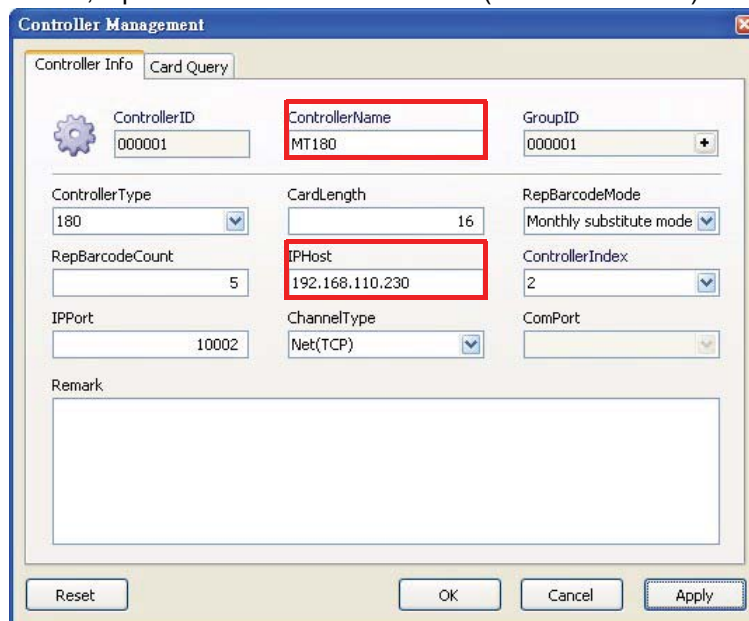 Controller Management
Controller Info Card Query
ControllerID ControllerName GroupID
000001 MT180 000001 +
ControllerType CardLength RepBarcodeMode
180 16 Monthly substitute mode
RepBarcodeCount IPHost ControllerIndex
5 192.168.110.230 2
IPPort ChannelType ComPort
10002 Net(TCP)
Remark
Reset OK Cancel Apply